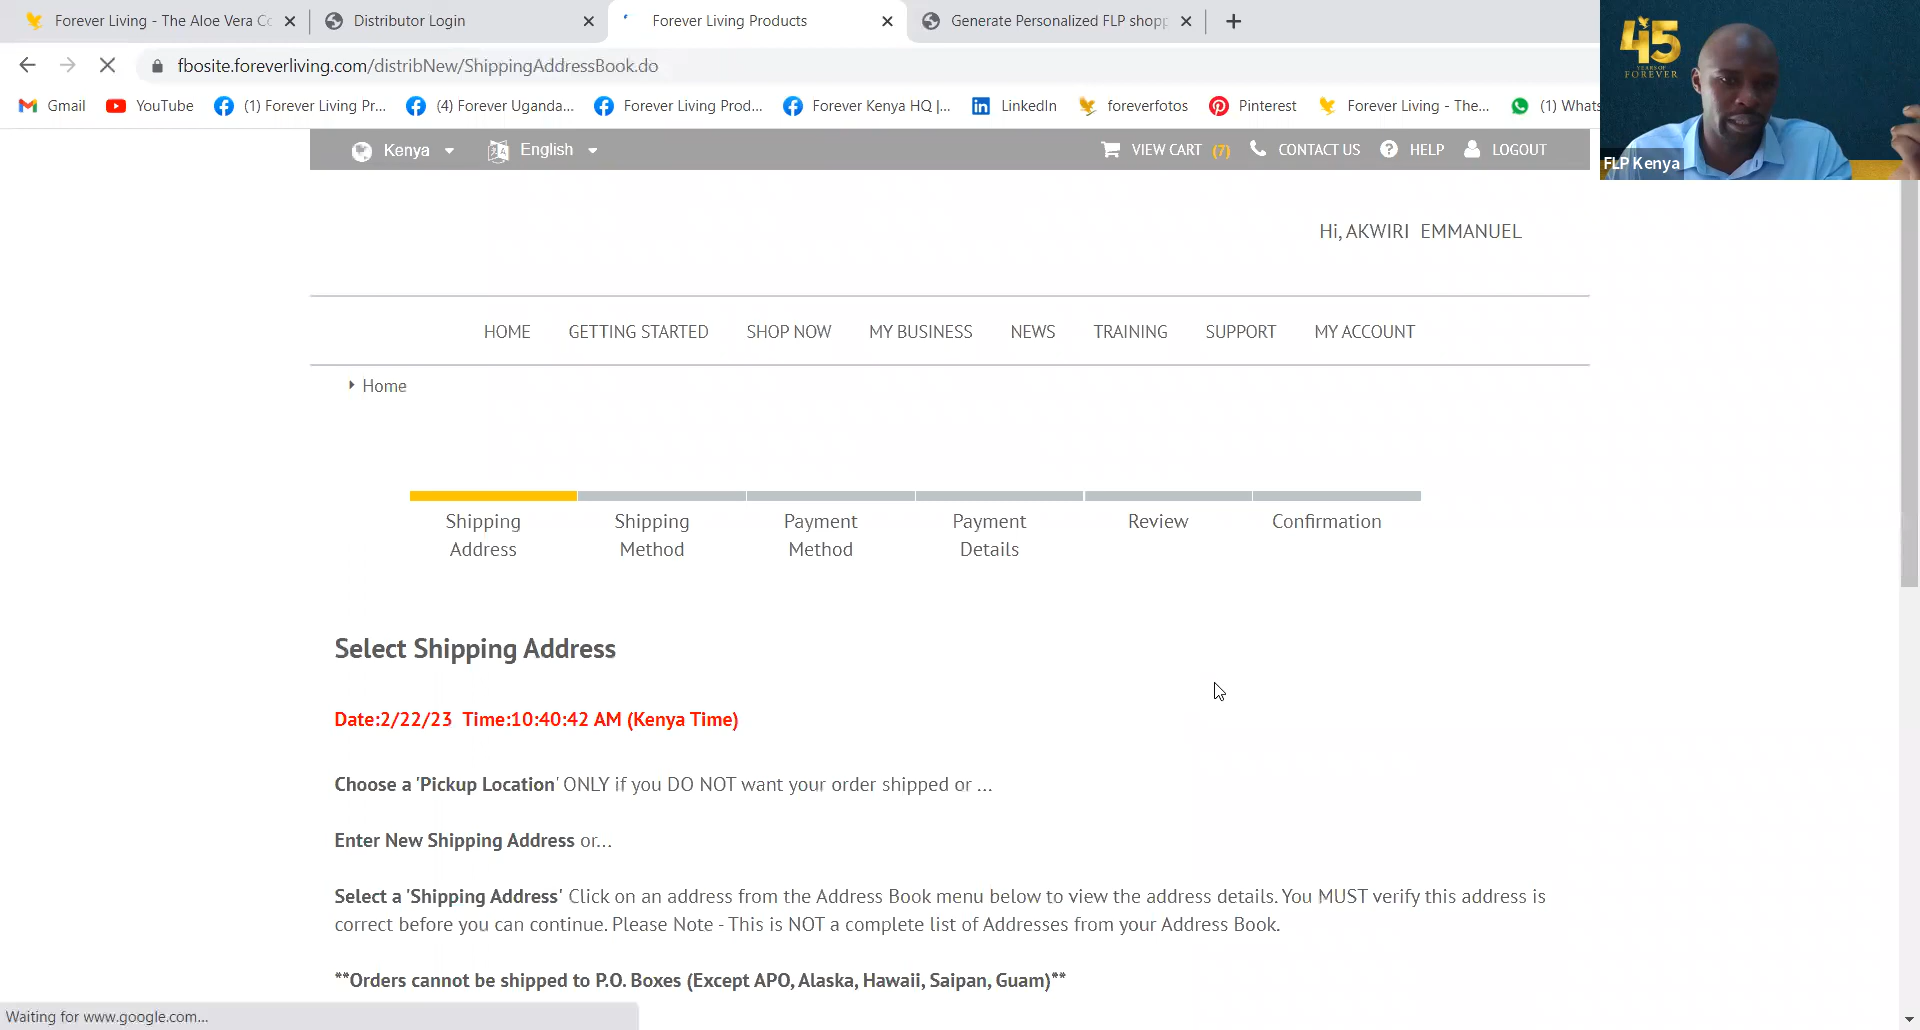 Forever Living - The Aloe Vera Co
Distributor Login
Forever Living Products
Generate Personalized FLP shopp
fbosite.foreverliving.com/distribNew/ShippingAddressBook.do
Gmail
YouTube
(1) Forever Living Pr...
(4) Forever Uganda...
Forever Living Prod...
Forever Kenya HQ |...
LinkedIn
foreverfotos
Pinterest
Forever Living - The...
(1) Whats
45
YEARS OF
FOREVER
FLP Kenya
Kenya
English
VIEW CART (7)
CONTACT US
HELP
LOGOUT
Hi, AKWIRI EMMANUEL
HOME
GETTING STARTED
SHOP NOW
MY BUSINESS
NEWS
TRAINING
SUPPORT
MY ACCOUNT
Home
Shipping
Address
Shipping
Method
Payment
Method
Payment
Details
Review
Confirmation
Select Shipping Address
Date:2/22/23 Time:10:40:42 AM (Kenya Time)
Choose a 'Pickup Location' ONLY if you DO NOT want your order shipped or ...
Enter New Shipping Address or...
Select a 'Shipping Address' Click on an address from the Address Book menu below to view the address details. You MUST verify this address is
correct before you can continue. Please Note - This is NOT a complete list of Addresses from your Address Book.
**Orders cannot be shipped to P.O. Boxes (Except APO, Alaska, Hawaii, Saipan, Guam)**
Waiting for www.google.com...